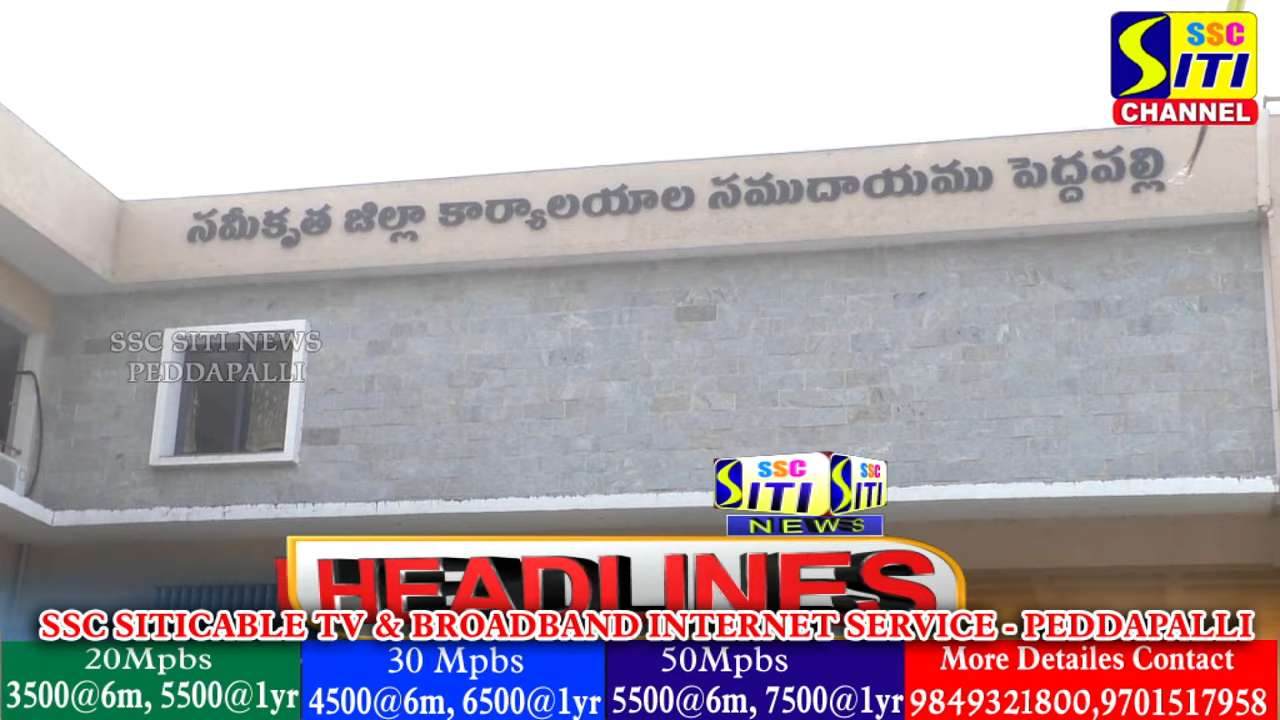 SSC
SITI
CHANNEL
సమీకృత జిల్లా కార్యాలయాల సముదాయము పెద్దపల్లి
SSC SITI NEWS
PEDDAPALLI
SSC SSC
SITI SITI
NEWS
HEADLINES
SSC SITICABLE TV & BROADBAND INTERNET SERVICE - PEDDAPALLI
20Mpbs 30 Mpbs 50Mpbs More Detailes Contact
3500@6m, 5500@1yr 4500@6m, 6500@1yr 5500@6m, 7500@1yr 9849321800,9701517958